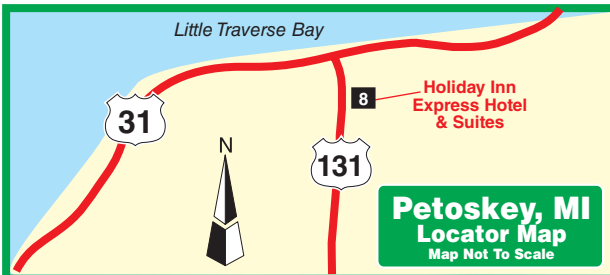 Little Traverse Bay
31
8
Holiday Inn
Express Hotel
& Suites
N
131
Petoskey, MI
Locator Map
Map Not To Scale